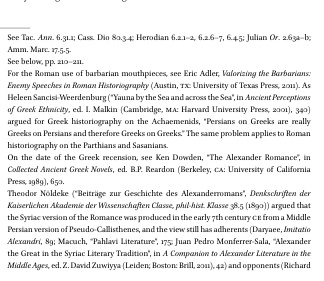 See Tac. Ann. 6.31.1; Cass. Dio 80.3.4; Herodian 6.2.1–2, 6.2.6–7, 6.4.5; Julian Or. 2.63a–b;
Amm. Marc. 17.5.5.
See below, pp. 210–211.
For the Roman use of barbarian mouthpieces, see Eric Adler, Valorizing the Barbarians:
Enemy Speeches in Roman Historiography (Austin, TX: University of Texas Press, 2011). As
Heleen Sancisi-Weerdenburg (“Yauna by the Sea and across the Sea”, in Ancient Perceptions
of Greek Ethnicity, ed. I. Malkin (Cambridge, MA: Harvard University Press, 2001), 340)
argued for Greek historiography on the Achaemenids, “Persians on Greeks are really
Greeks on Persians and therefore Greeks on Greeks.” The same problem applies to Roman
historiography on the Parthians and Sasanians.
On the date of the Greek recension, see Ken Dowden, “The Alexander Romance”, in
Collected Ancient Greek Novels, ed. B.P. Reardon (Berkeley, CA: University of California
Press, 1989), 650.
Theodor Nöldeke (“Beiträge zur Geschichte des Alexanderromans”, Denkschriften der
Kaiserlichen Akademie der Wissenschaften Klasse, phil-hist. Klasse 38.5 (1890)) argued that
the Syriac version of the Romance was produced in the early 7th century CE from a Middle
Persian version of Pseudo-Callisthenes, and the view still has adherents (Daryaee, Imitatio
Alexandri, 89; Macuch, “Pahlavi Literature”, 175; Juan Pedro Monferrer-Sala, “Alexander
the Great in the Syriac Literary Tradition”, in A Companion to Alexander Literature in the
Middle Ages, ed. Z. David Zuwiyya (Leiden; Boston: Brill, 2011), 42) and opponents (Richard